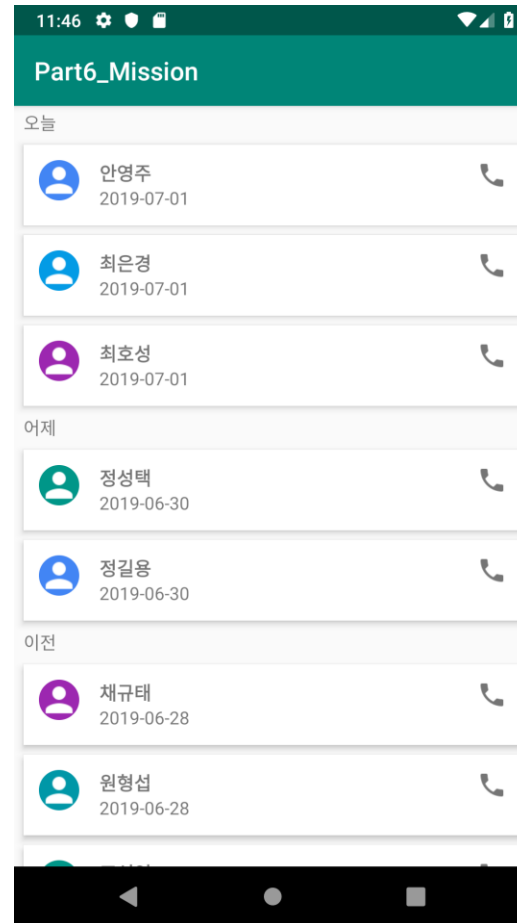 11:46
Part6_Mission
오늘
안영주
2019-07-01
최은경
2019-07-01
최호성
2019-07-01
어제
정성택
2019-06-30
정길용
2019-06-30
이전
채규태
2019-06-28
원형섭
2019-06-28